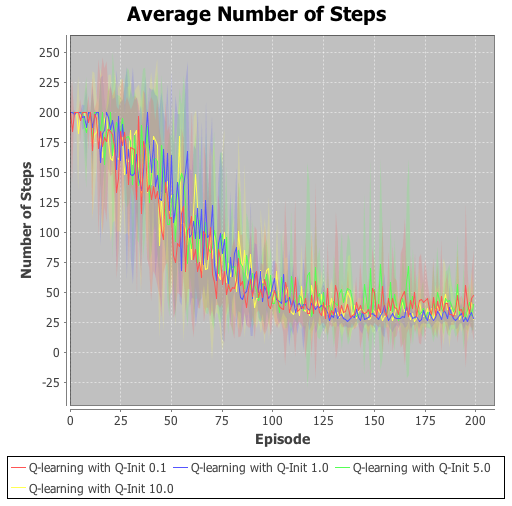 Average Number of Steps
250
225
200
175
150
125
100
75
50
25
0
-25
Number of Steps
0 25 50 75 100 125 150 175 200
Episode
Q-learning with Q-Init 0.1 Q-learning with Q-Init 1.0 Q-learning with Q-Init 5.0
Q-learning with Q-Init 10.0